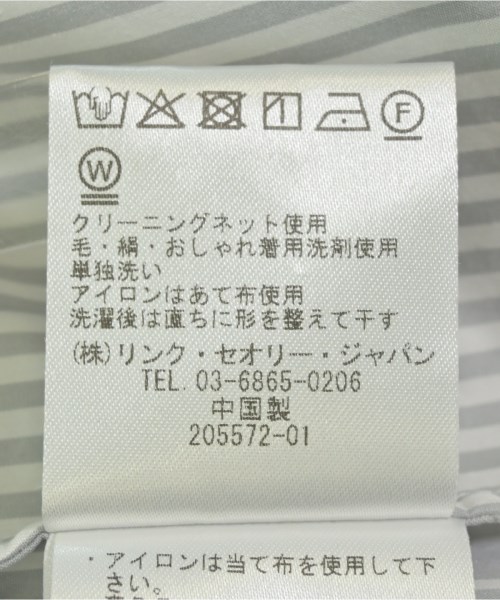 F
W
クリーニングネット使用
毛・絹・おしゃれ着用洗剤使用
単独洗い
アイロンはあて布使用
洗濯後は直ちに形を整えて干す
(株)リンク・セオリー・ジャパン
TEL. 03-6865-0206
中国製
205572-01
・アイロンは当て布を使用して下
さい。